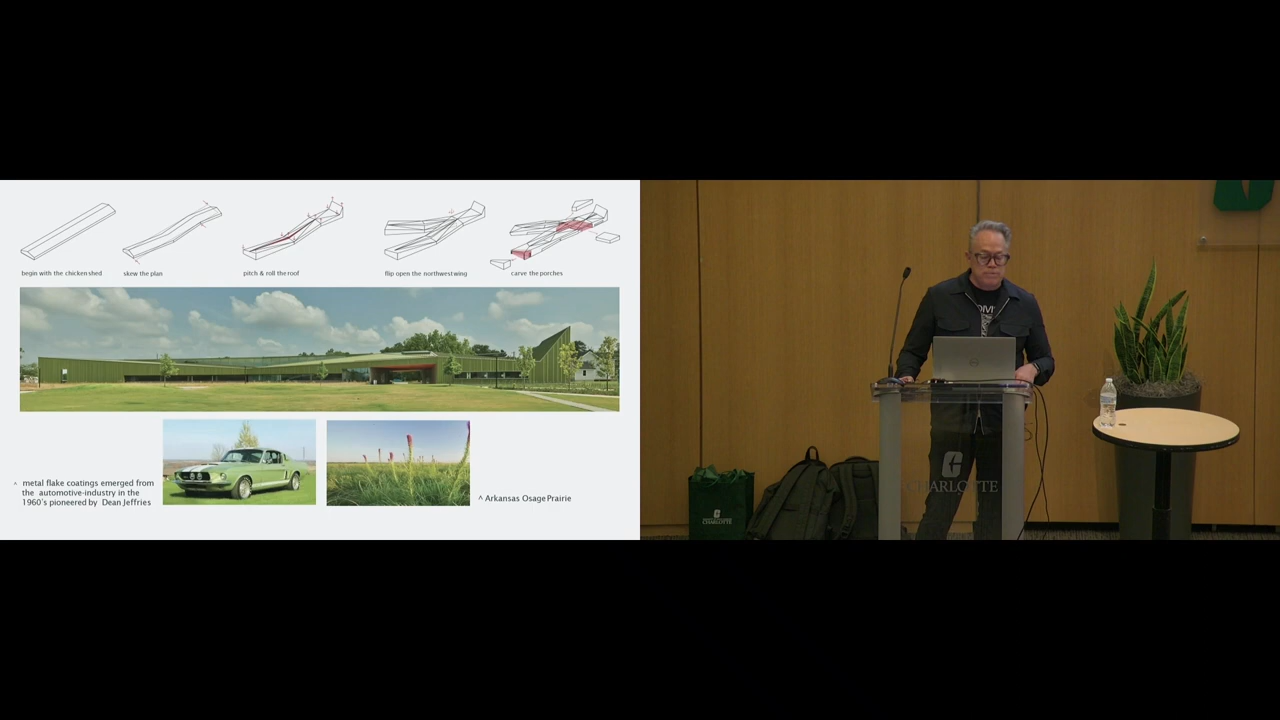 begin with the chicken shed
skew the plan
pitch & roll the roof
flip open the northwest wing
carve the porches
^ metal flake coatings emerged from
the automotive-industry in the
1960's pioneered by Dean Jeffries
^ Arkansas Osage Prairie
CHARLOTTE
CHARLOTTE